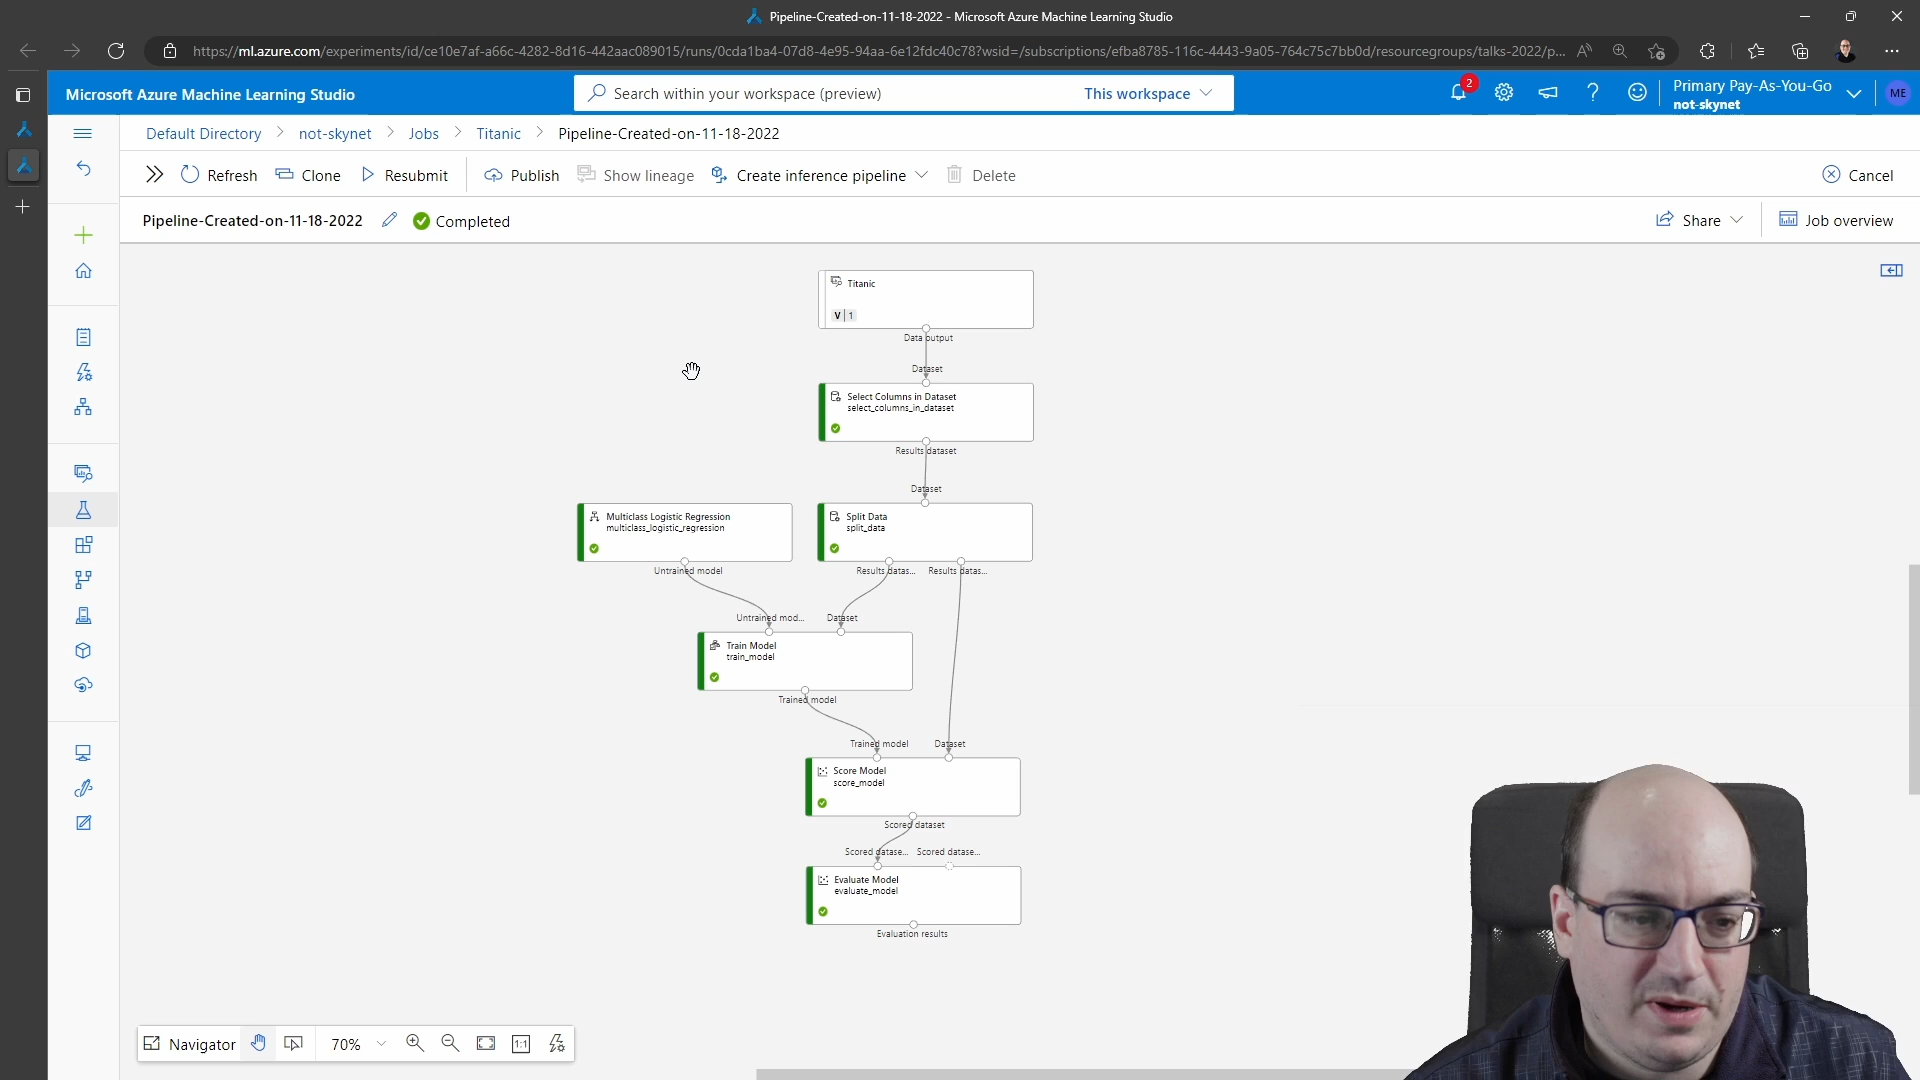 Pipeline-Created-on-11-18-2022 - Microsoft Azure Machine Learning Studio
https://ml.azure.com/experiments/id/ce10e7af-a66c-4282-8d16-442aac089015/runs/0cda1ba4-07d8-4e95-94aa-6e12fdc40c78?wsid=/subscriptions/efba8785-116c-4443-9a05-764c75c7bb0d/resourcegroups/talks-2022/p...
Microsoft Azure Machine Learning Studio
Search within your workspace (preview)
This workspace
2
Primary Pay-As-You-Go
not-skynet
ME
Default Directory > not-skynet > Jobs > Titanic > Pipeline-Created-on-11-18-2022
Refresh
Clone
Resubmit
Publish
Show lineage
Create inference pipeline
Delete
Cancel
Pipeline-Created-on-11-18-2022
Completed
Share
Job overview
Titanic
V | 1
Data output
Dataset
Select Columns in Dataset
select_columns_in_dataset
Results dataset
Dataset
Multiclass Logistic Regression
multiclass_logistic_regression
Untrained model
Split Data
split_data
Results datas...
Results datas...
Untrained mod...
Dataset
Train Model
train_model
Trained model
Trained model
Dataset
Score Model
score_model
Scored dataset
Scored datase...
Scored datase...
Evaluate Model
evaluate_model
Evaluation results
Navigator
70%
1:1